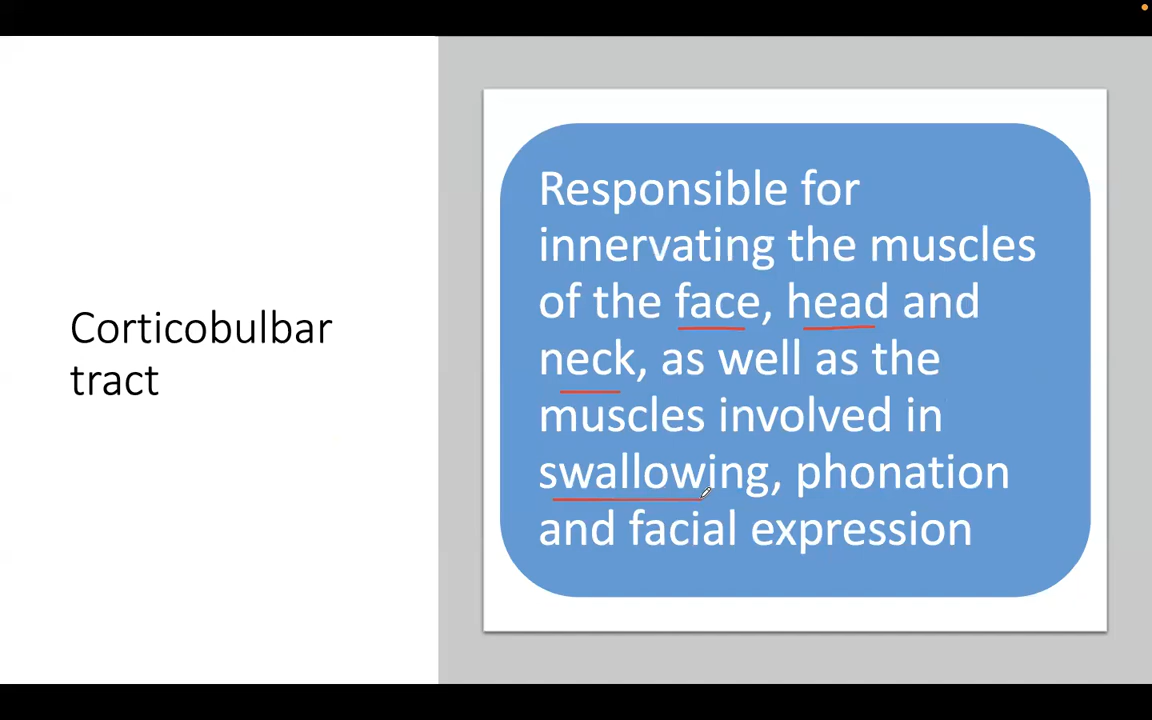 Corticobulbar
tract
Responsible for
innervating the muscles
of the face, head and
neck, as well as the
muscles involved in
swallowing, phonation
and facial expression